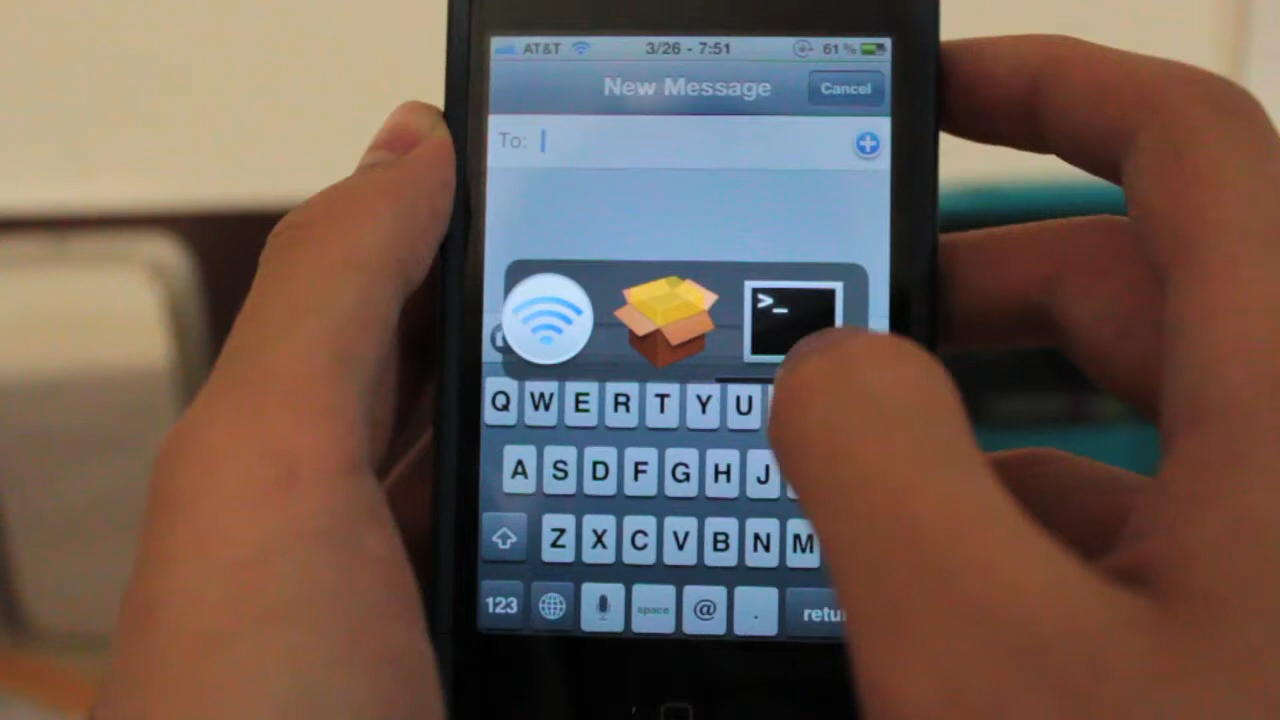 AT&T 3/26 - 7:51 61%
New Message Cancel
To:
>_
Q W E R T Y U
A S D F G H J
Z X C V B N M
123 space @ .